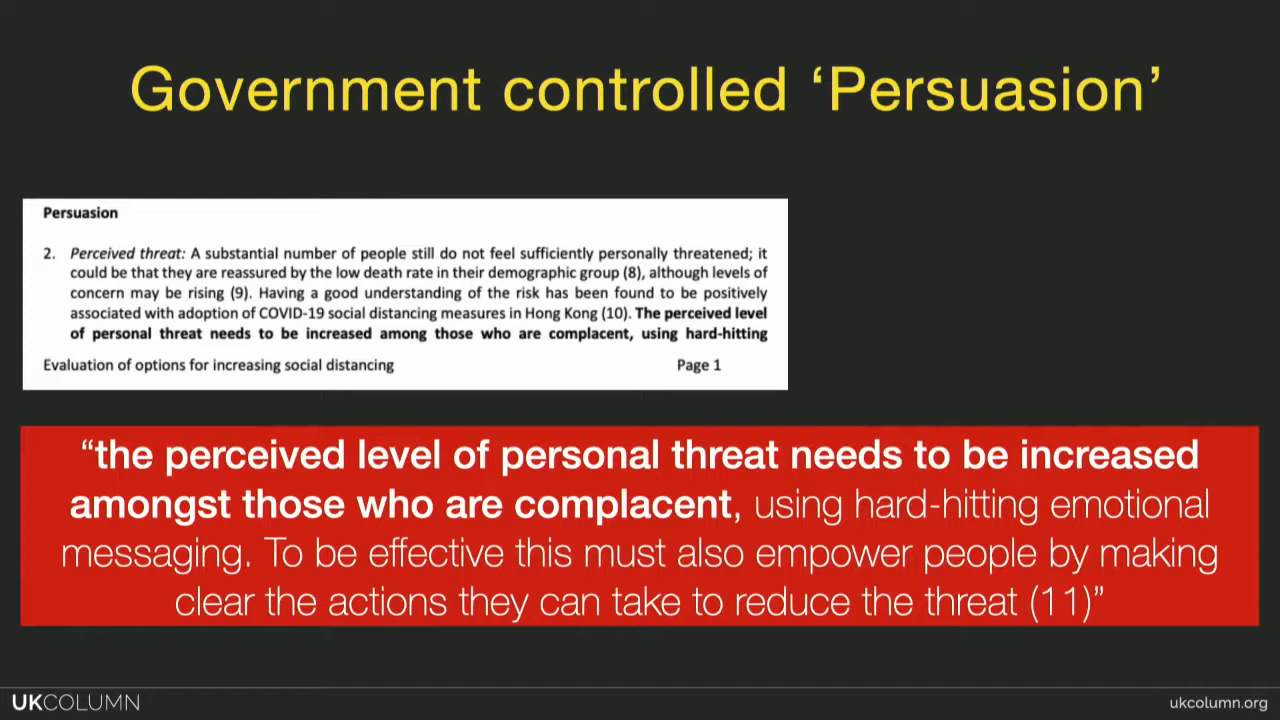 Government controlled ‘Persuasion’
Persuasion
2. Perceived threat: A substantial number of people still do not feel sufficiently personally threatened; it
could be that they are reassured by the low death rate in their demographic group (8), although levels of
concern may be rising (9). Having a good understanding of the risk has been found to be positively
associated with adoption of COVID-19 social distancing measures in Hong Kong (10). The perceived level
of personal threat needs to be increased among those who are complacent, using hard-hitting
Evaluation of options for increasing social distancing Page 1
“the perceived level of personal threat needs to be increased
amongst those who are complacent, using hard-hitting emotional
messaging. To be effective this must also empower people by making
clear the actions they can take to reduce the threat (11)”
UKCOLUMN ukcolumn.org